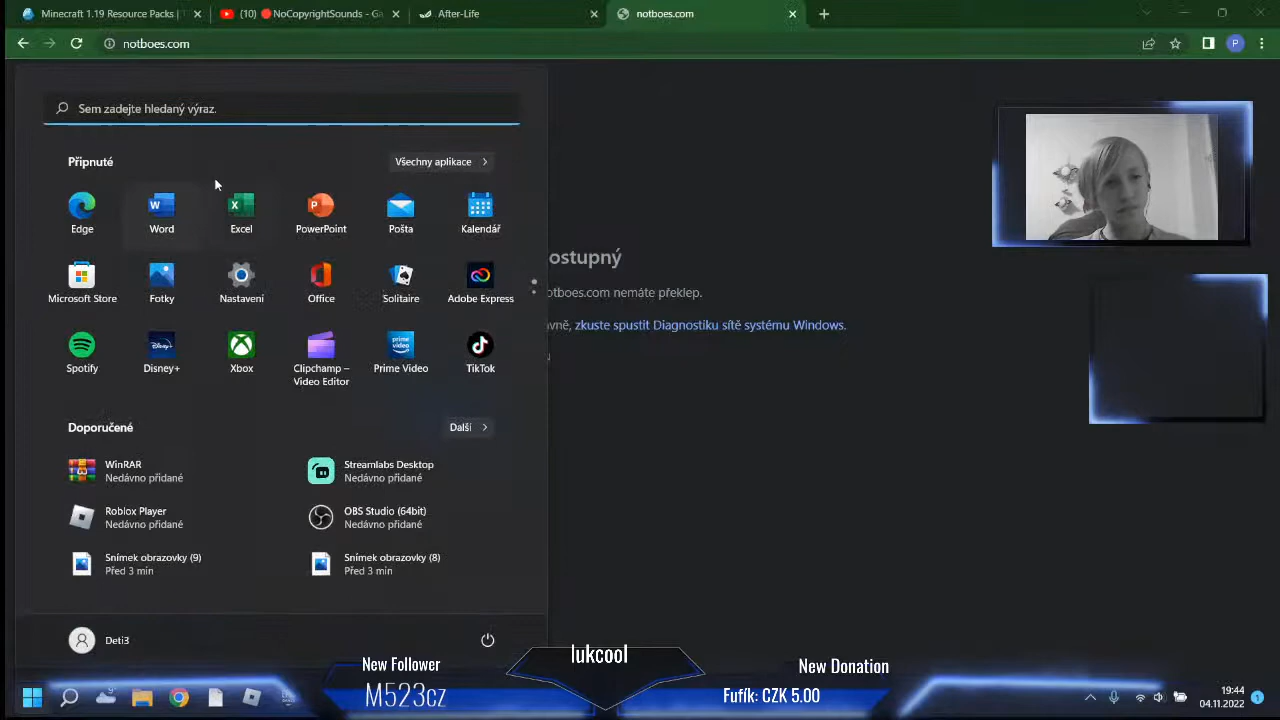 Minecraft 1.19 Resource Packs |
(10) 🔴NoCopyrightSounds - Ga
After-Life
notboes.com
notboes.com
P
Sem zadejte hledaný výraz.
Připnuté
Všechny aplikace
Edge
Word
Excel
PowerPoint
Pošta
Kalendář
Microsoft Store
Fotky
Nastavení
Office
Solitaire
Adobe Express
Spotify
Disney+
Xbox
Clipchamp –
Video Editor
Prime Video
TikTok
ostupný
otboes.com nemáte překlep.
avně, zkuste spustit Diagnostiku sítě systému Windows.
Doporučené
Další
WinRAR
Nedávno přidané
Streamlabs Desktop
Nedávno přidané
Roblox Player
Nedávno přidané
OBS Studio (64bit)
Nedávno přidané
Snímek obrazovky (9)
Před 3 min
Snímek obrazovky (8)
Před 3 min
Deti3
New Follower
M523cz
lukcool
New Donation
Fufík: CZK 5.00
19:44
04.11.2022
1